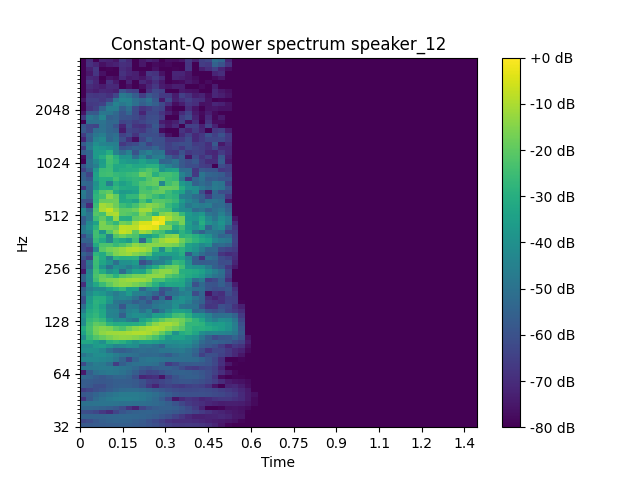 Constant-Q power spectrum speaker_12
Hz
2048
1024
512
256
128
64
32
0 0.15 0.3 0.45 0.6 0.75 0.9 1.1 1.2 1.4
Time
+0 dB
-10 dB
-20 dB
-30 dB
-40 dB
-50 dB
-60 dB
-70 dB
-80 dB